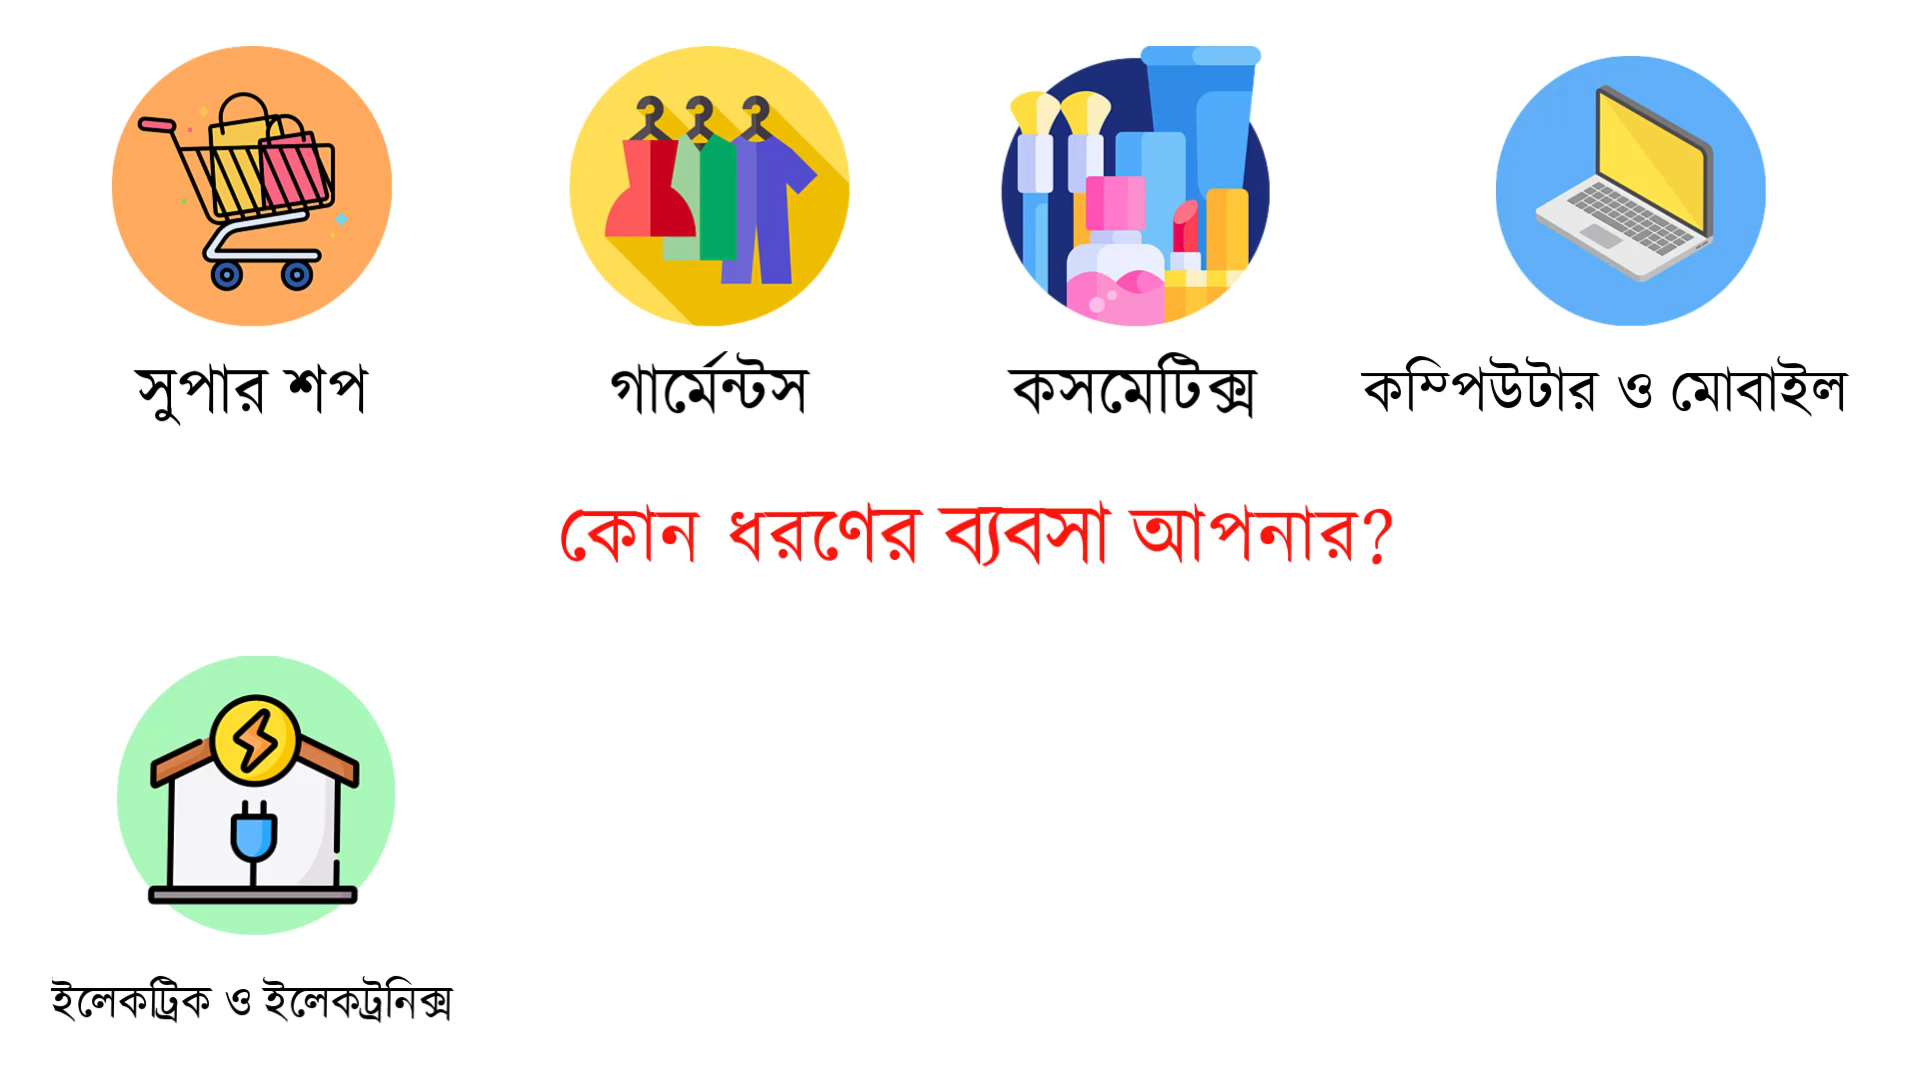 সুপার শপ
গার্মেন্টস
কসমেটিক্স
কম্পিউটার ও মোবাইল
কোন ধরণের ব্যবসা আপনার?
ইলেকট্রিক ও ইলেকট্রনিক্স